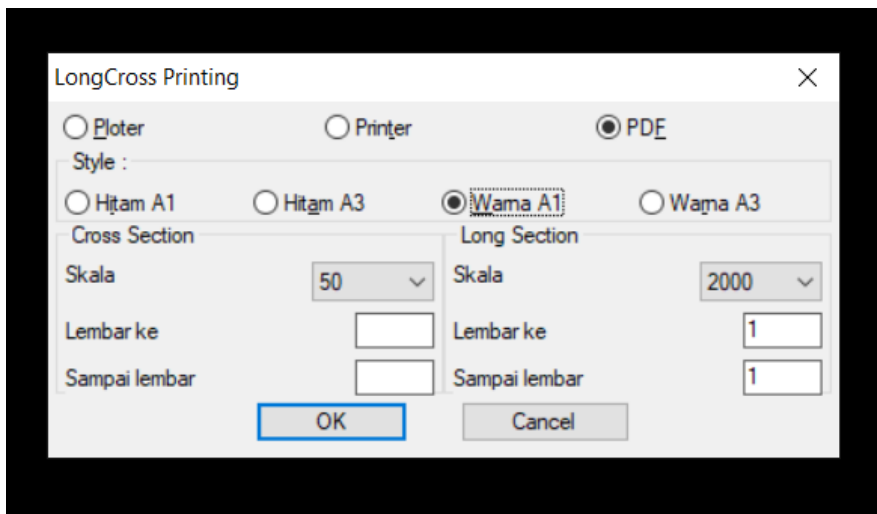 LongCross Printing
Ploter Printer PDF
Style :
Hitam A1 Hitam A3 Warna A1 Warna A3
Cross Section Long Section
Skala 50 Skala 2000
Lembar ke Lembar ke 1
Sampai lembar Sampai lembar 1
OK Cancel